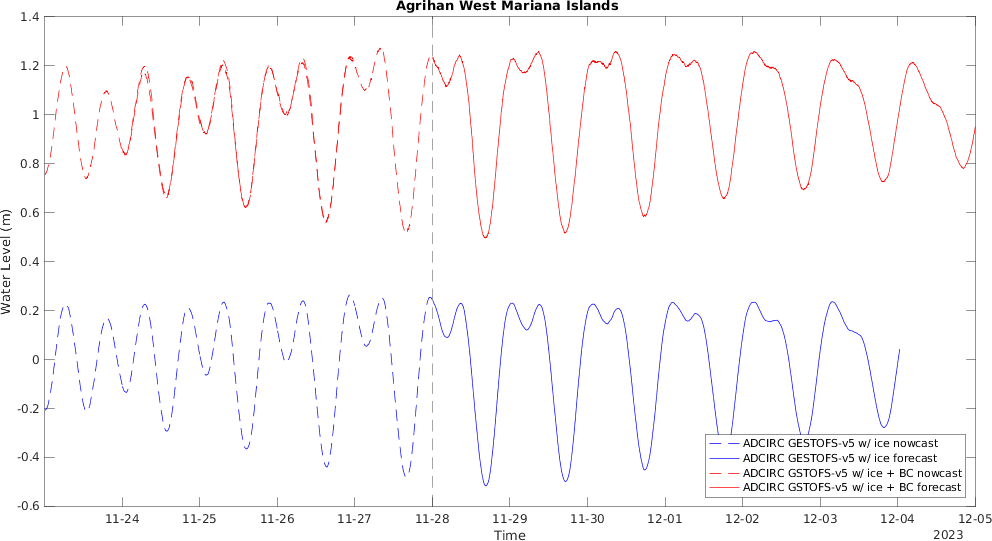 Agrihan West Mariana Islands
1.4
1.2
1
0.8
0.6
0.4
0.2
0
-0.2
-0.4
-0.6
Water Level (m)
ADCIRC GESTOFS-v5 w/ ice nowcast
ADCIRC GESTOFS-v5 w/ ice forecast
ADCIRC GSTOFS-v5 w/ ice + BC nowcast
ADCIRC GSTOFS-v5 w/ ice + BC forecast
11-24 11-25 11-26 11-27 11-28 11-29 11-30 12-01 12-02 12-03 12-04 12-05
Time 2023